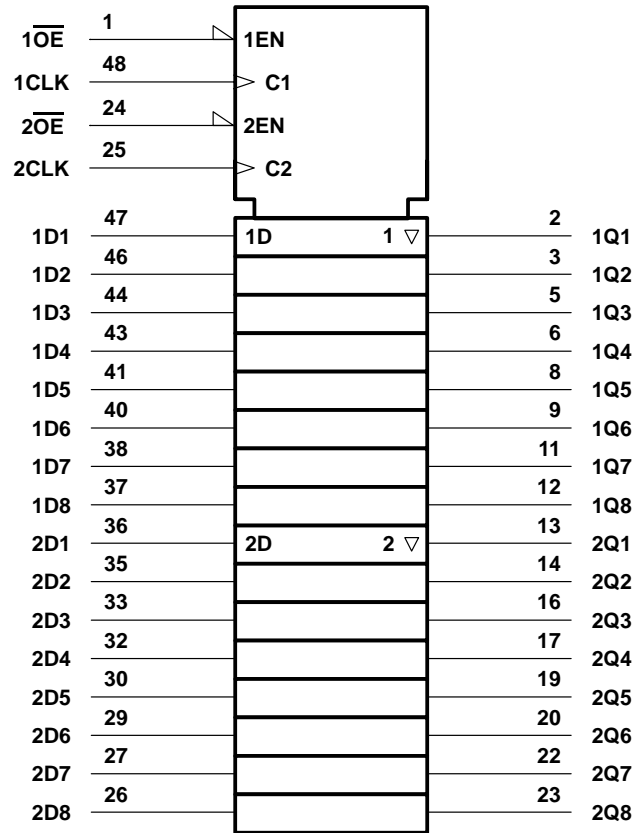 1OE 1 1EN
1CLK 48 C1
2OE 24 2EN
2CLK 25 C2
1D1 47 1D 1 ▽ 2 1Q1
1D2 46 3 1Q2
1D3 44 5 1Q3
1D4 43 6 1Q4
1D5 41 8 1Q5
1D6 40 9 1Q6
1D7 38 11 1Q7
1D8 37 12 1Q8
2D1 36 2D 2 ▽ 13 2Q1
2D2 35 14 2Q2
2D3 33 16 2Q3
2D4 32 17 2Q4
2D5 30 19 2Q5
2D6 29 20 2Q6
2D7 27 22 2Q7
2D8 26 23 2Q8